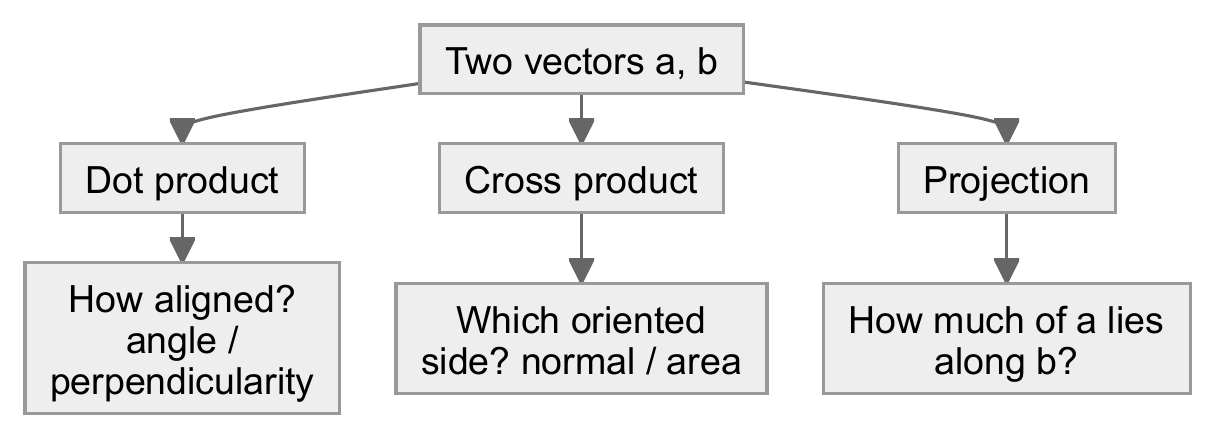 Two vectors a, b
Dot product
Cross product
Projection
How aligned?
angle /
perpendicularity
Which oriented
side? normal / area
How much of a lies
along b?